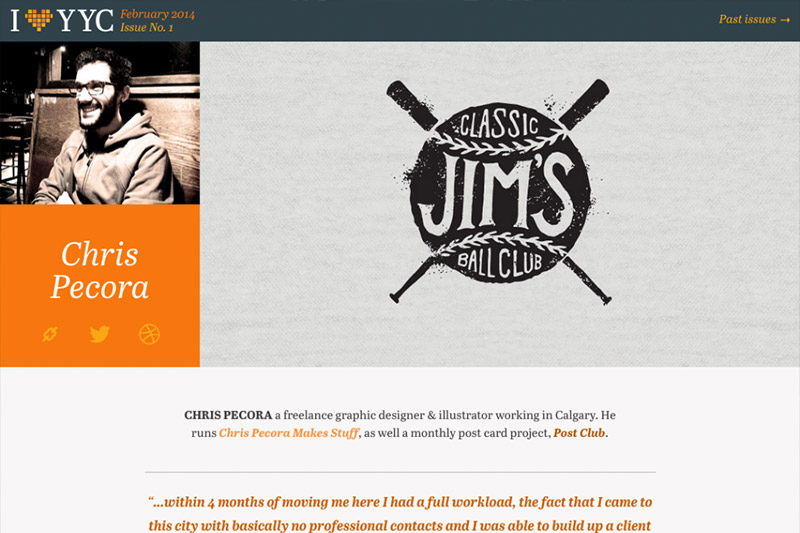 I YYC
February 2014
Issue No. 1
Past issues →
CLASSIC
JIM'S
BALL CLUB
Chris
Pecora
CHRIS PECORA a freelance graphic designer & illustrator working in Calgary. He
runs Chris Pecora Makes Stuff, as well a monthly post card project, Post Club.
“...within 4 months of moving me here I had a full workload, the fact that I came to
this city with basically no professional contacts and I was able to build up a client